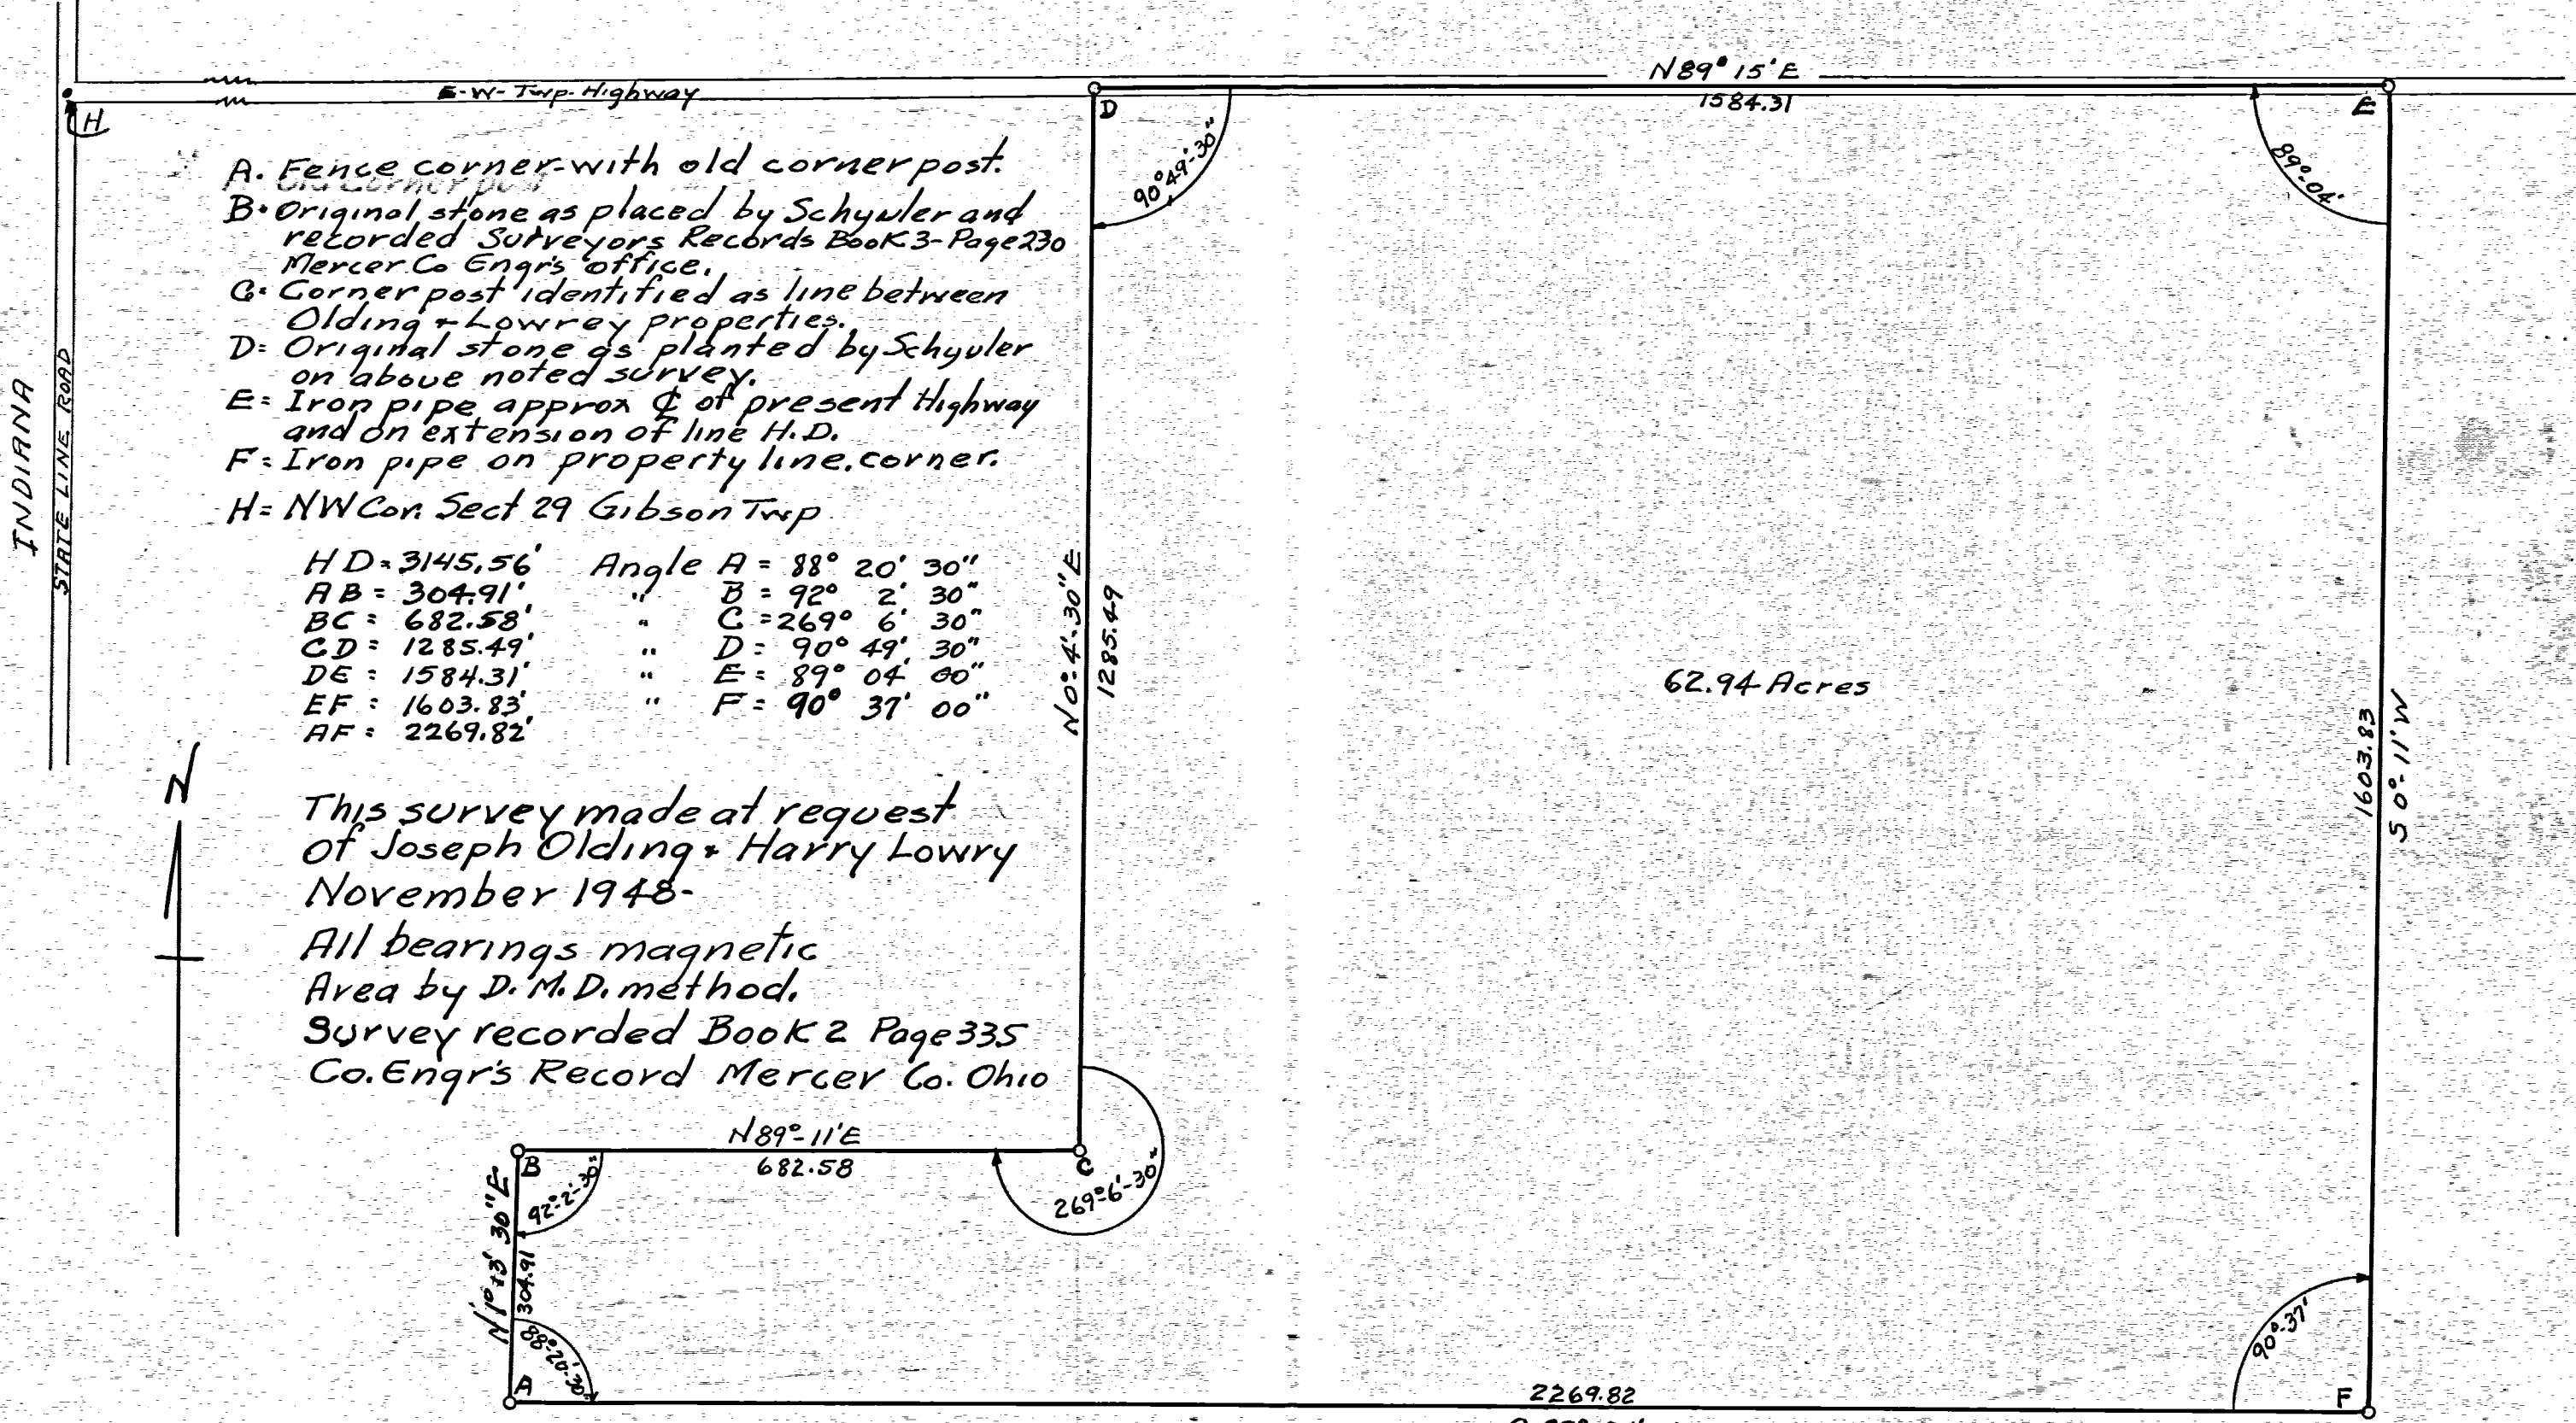 N89° 15' E
E-W-Twp-Highway
1584.31
D
E
H
90°49'-30"
89°-04'
A. Fence corner-with old corner post.
Old corner post
B. Original stone as placed by Schyuler and
recorded Surveyors Records Book 3-Page 230
Mercer Co Engr's office.
C. Corner post identified as line between
Olding + Lowrey properties.
D= Original stone as planted by Schyuler
on above noted survey.
E= Iron pipe approx ℄ of present Highway
and on extension of line H.D.
F= Iron pipe on property line.corner.
H= NW Cor. Sect 29 Gibson Twp
INDIANA
STATE LINE ROAD
HD= 3145.56' Angle A = 88° 20' 30"
AB = 304.91' " B = 92° 2' 30"
BC = 682.58' " C = 269° 6' 30"
CD = 1285.49' " D = 90° 49' 30"
DE = 1584.31' " E = 89° 04' 00"
EF = 1603.83' " F = 90° 37' 00"
AF = 2269.82'
N0°-4'-30"E
1285.49
62.94 Acres
1603.83
S 0°-11' W
N
This survey made at request
of Joseph Olding + Harry Lowry
November 1948-
All bearings magnetic
Area by D.M.D. method.
Survey recorded Book 2 Page 335
Co. Engr's Record Mercer Co. Ohio
N89°-11'E
B
682.58
C
92°-2'-30"
269°-6'-30"
N 1° 13' 30" E
304.91
88°-20'-30"
90°-37'
A
2269.82
F